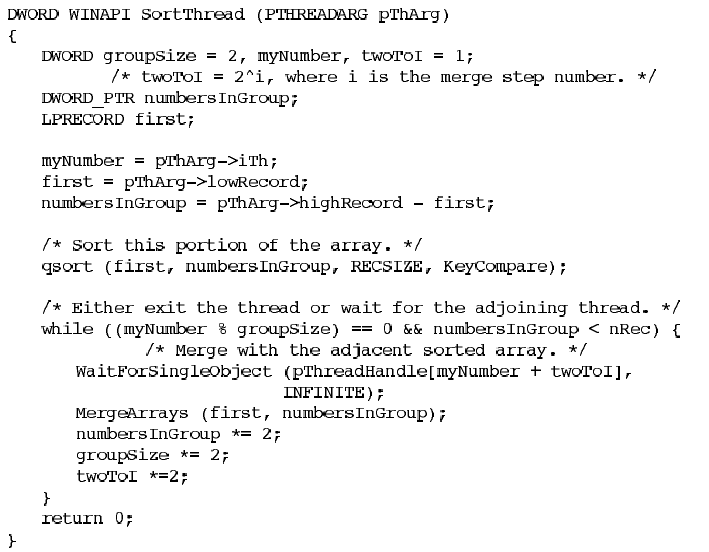 DWORD WINAPI SortThread (PTHREADARG pThArg)
{
DWORD groupSize = 2, myNumber, twoToI = 1;
/* twoToI = 2^i, where i is the merge step number. */
DWORD_PTR numbersInGroup;
LPRECORD first;
myNumber = pThArg->iTh;
first = pThArg->lowRecord;
numbersInGroup = pThArg->highRecord - first;
/* Sort this portion of the array. */
qsort (first, numbersInGroup, RECSIZE, KeyCompare);
/* Either exit the thread or wait for the adjoining thread. */
while ((myNumber % groupSize) == 0 && numbersInGroup < nRec) {
/* Merge with the adjacent sorted array. */
WaitForSingleObject (pThreadHandle[myNumber + twoToI],
INFINITE);
MergeArrays (first, numbersInGroup);
numbersInGroup *= 2;
groupSize *= 2;
twoToI *=2;
}
return 0;
}